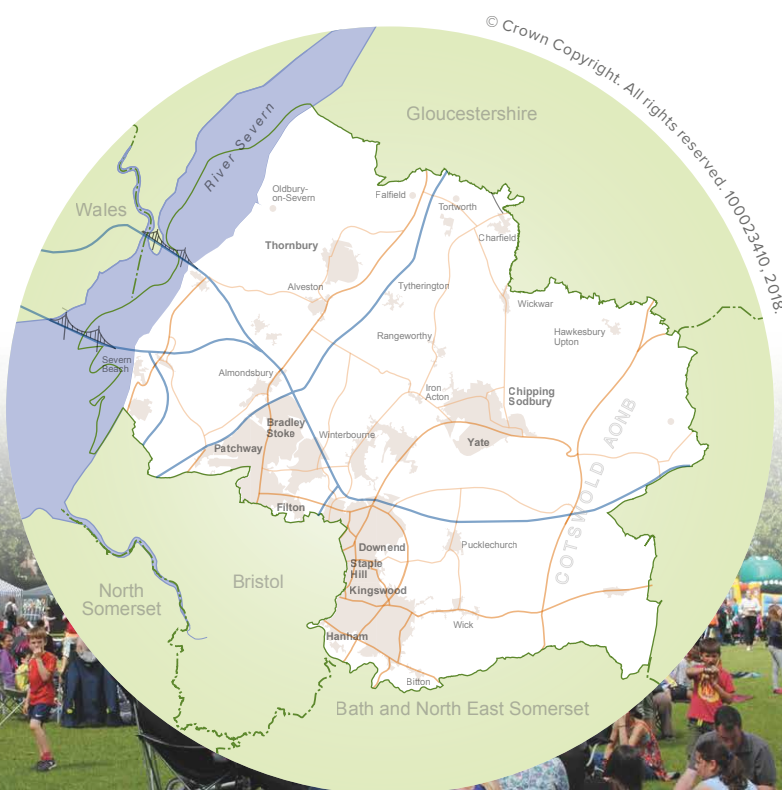 © Crown Copyright. All rights reserved. 100023410, 2018.
Gloucestershire
River Severn
Wales
Oldbury-
on-Severn
Falfield
Tortworth
Charfield
Thornbury
Alveston
Tytherington
Wickwar
Hawkesbury
Upton
Rangeworthy
Severn
Beach
Almondsbury
Iron
Acton
Chipping
Sodbury
Bradley
Stoke
Winterbourne
Yate
Patchway
COTSWOLD AONB
Filton
Downend
Pucklechurch
Staple
Hill
Kingswood
North
Somerset
Bristol
Hanham
Wick
Bitton
Bath and North East Somerset